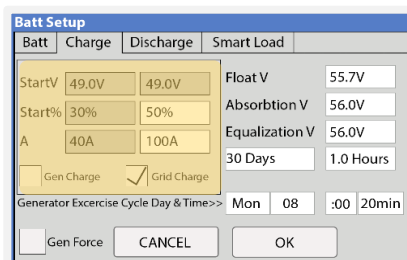 Batt Setup
Batt Charge Discharge Smart Load
StartV 49.0V 49.0V Float V 55.7V
Start% 30% 50% Absorbtion V 56.0V
A 40A 100A Equalization V 56.0V
30 Days 1.0 Hours
Gen Charge Grid Charge
Generator Excercise Cycle Day & Time>> Mon 08 :00 20min
Gen Force CANCEL OK